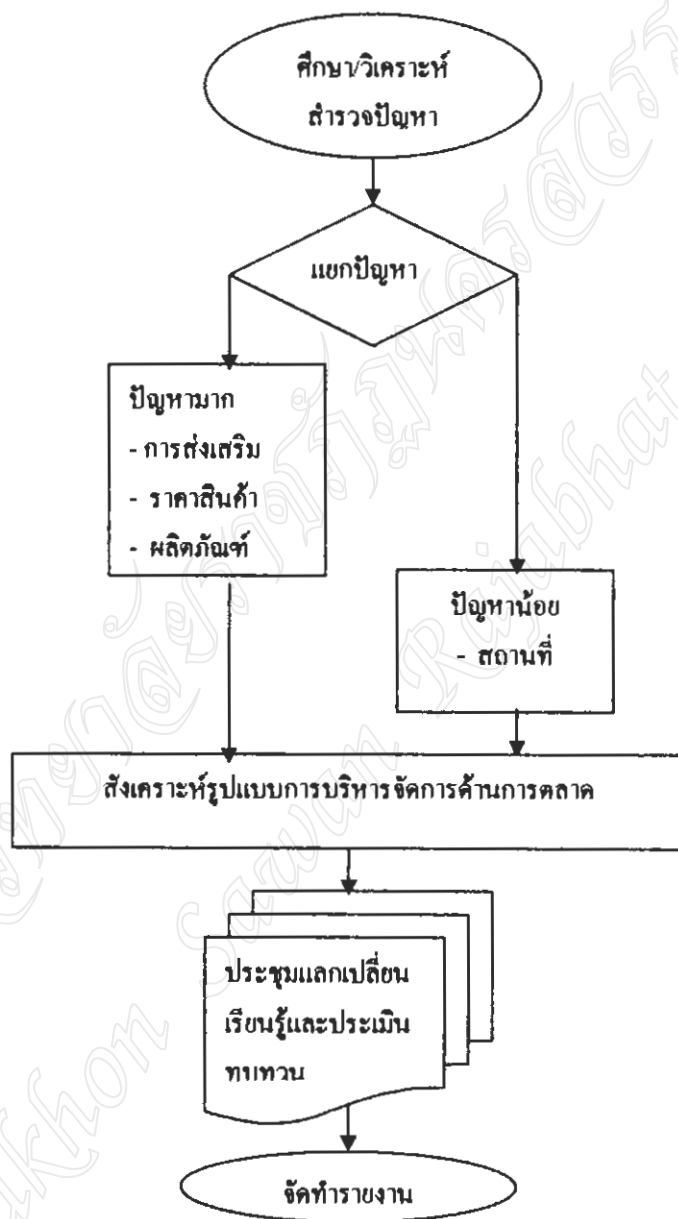 ศึกษา/วิเคราะห์
สำรวจปัญหา
แยกปัญหา
ปัญหามาก
- การส่งเสริม
- ราคาสินค้า
- ผลิตภัณฑ์
ปัญหาน้อย
- สถานที่
สังเคราะห์รูปแบบการบริหารจัดการด้านการตลาด
ประชุมแลกเปลี่ยน
เรียนรู้และประเมิน
ทบทวน
จัดทำรายงาน
Nakhon Sawan Rajabhat